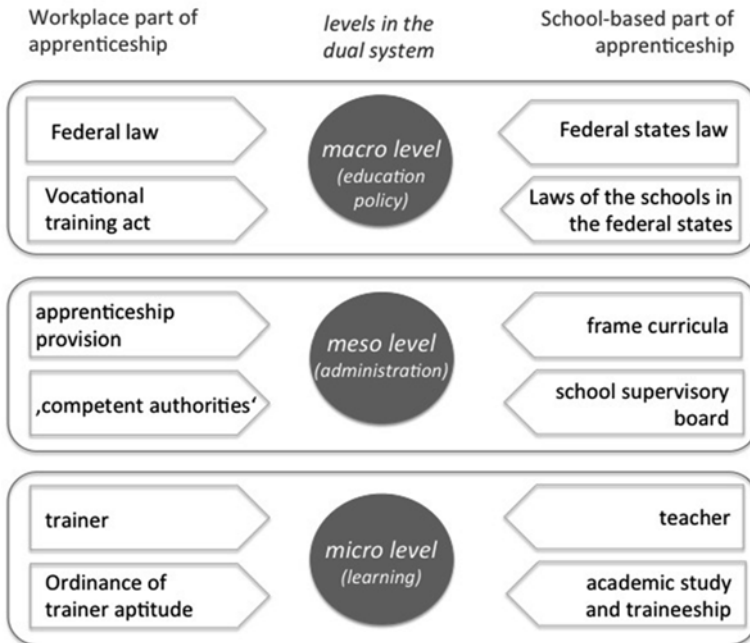 Workplace part of
apprenticeship
levels in the
dual system
School-based part of
apprenticeship
Federal law
macro level
(education
policy)
Federal states law
Vocational
training act
Laws of the schools in
the federal states
apprenticeship
provision
meso level
(administration)
frame curricula
‚competent authorities‘
school supervisory
board
trainer
micro level
(learning)
teacher
Ordinance of
trainer aptitude
academic study
and traineeship